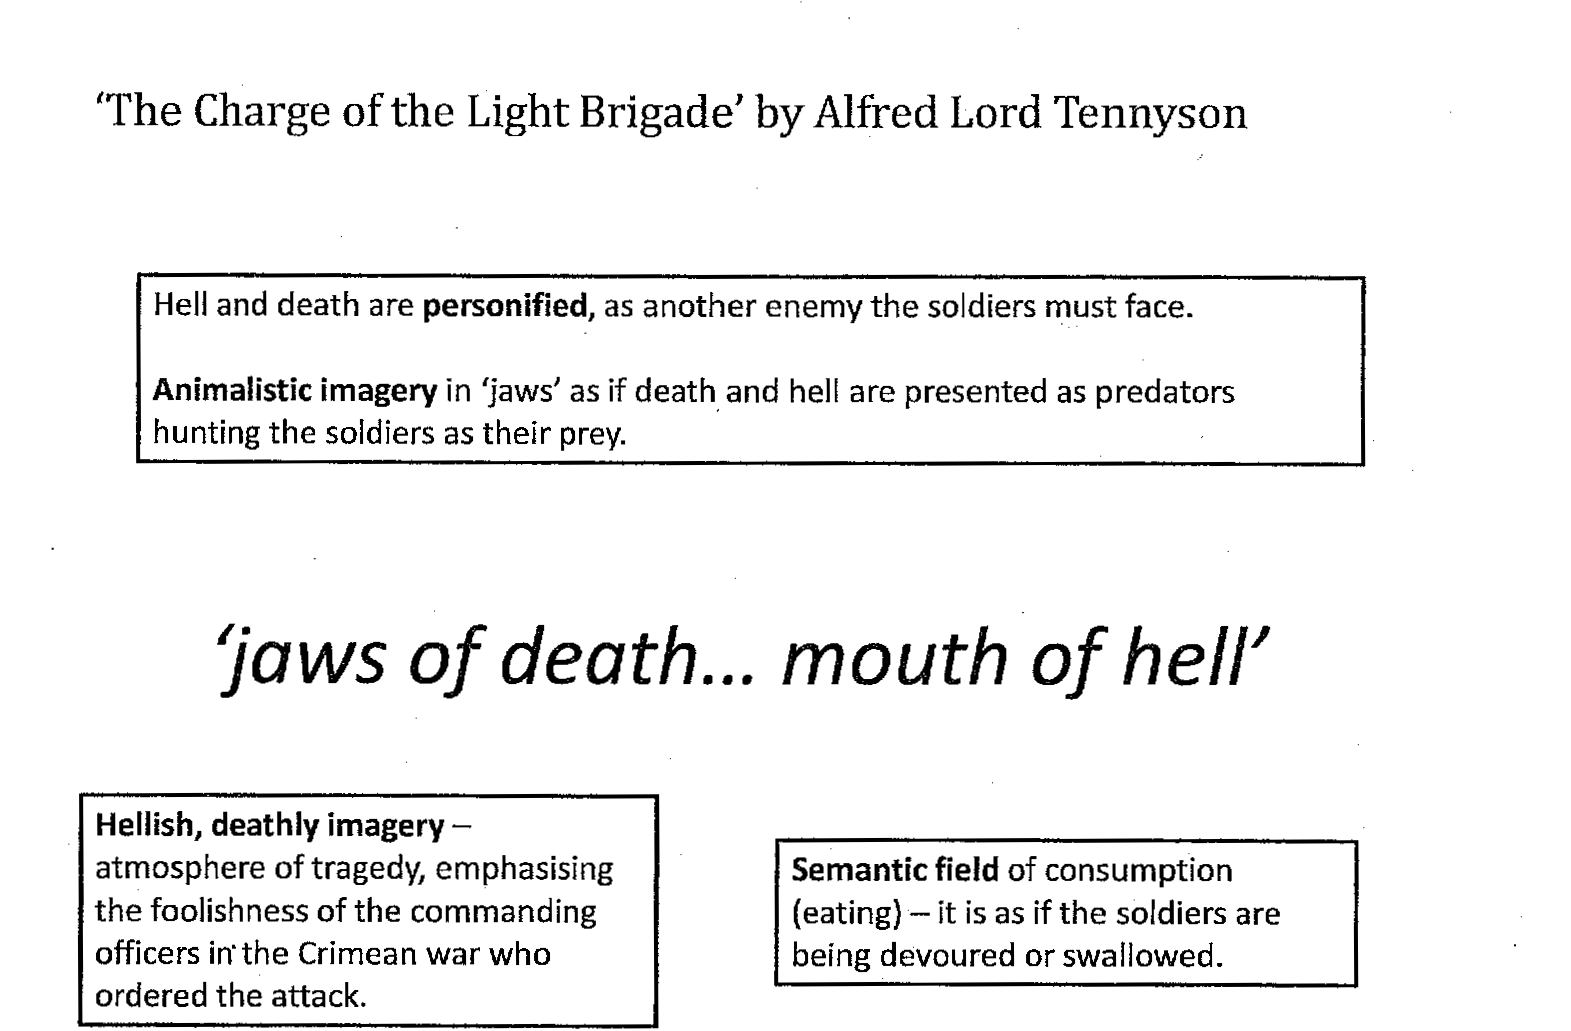 ‘The Charge of the Light Brigade’ by Alfred Lord Tennyson
Hell and death are personified, as another enemy the soldiers must face.
Animalistic imagery in ‘jaws’ as if death and hell are presented as predators
hunting the soldiers as their prey.
‘jaws of death... mouth of hell’
Hellish, deathly imagery –
atmosphere of tragedy, emphasising
the foolishness of the commanding
officers in the Crimean war who
ordered the attack.
Semantic field of consumption
(eating) – it is as if the soldiers are
being devoured or swallowed.